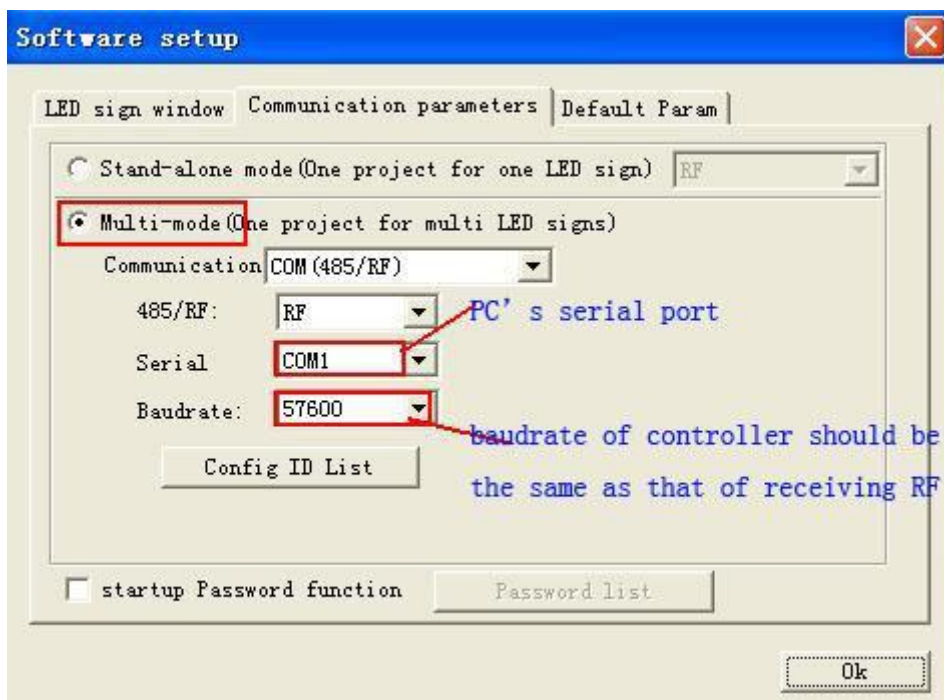 Software setup
LED sign window Communication parameters Default Param
Stand-alone mode(One project for one LED sign) RF
Multi-mode(One project for multi LED signs)
Communication COM(485/RF)
485/RF: RF
PC's serial port
Serial COM1
Baudrate: 57600
baudrate of controller should be
the same as that of receiving RF
Config ID List
startup Password function Password list
Ok